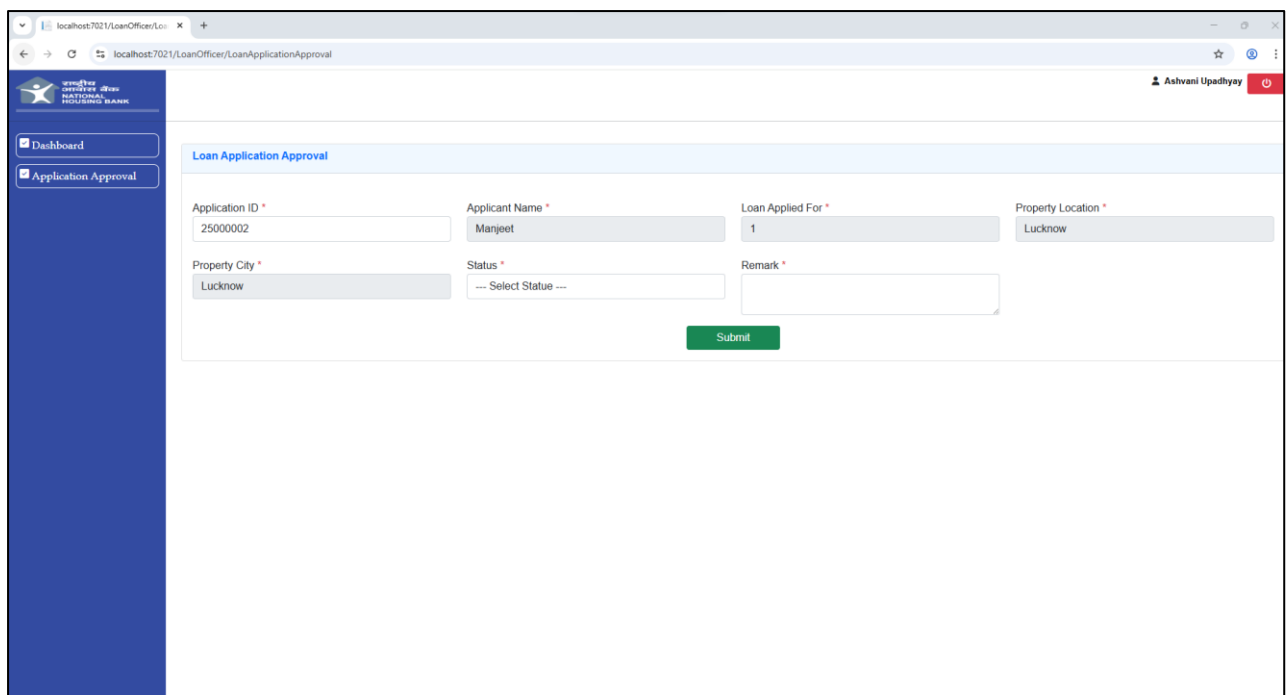 localhost:7021/LoanOfficer/Loa
localhost:7021/LoanOfficer/LoanApplicationApproval
राष्ट्रीय
आवास बैंक
NATIONAL
HOUSING BANK
Ashvani Upadhyay
Dashboard
Application Approval
Loan Application Approval
Application ID * Applicant Name * Loan Applied For * Property Location *
25000002 Manjeet 1 Lucknow
Property City * Status * Remark *
Lucknow --- Select Statue ---
Submit